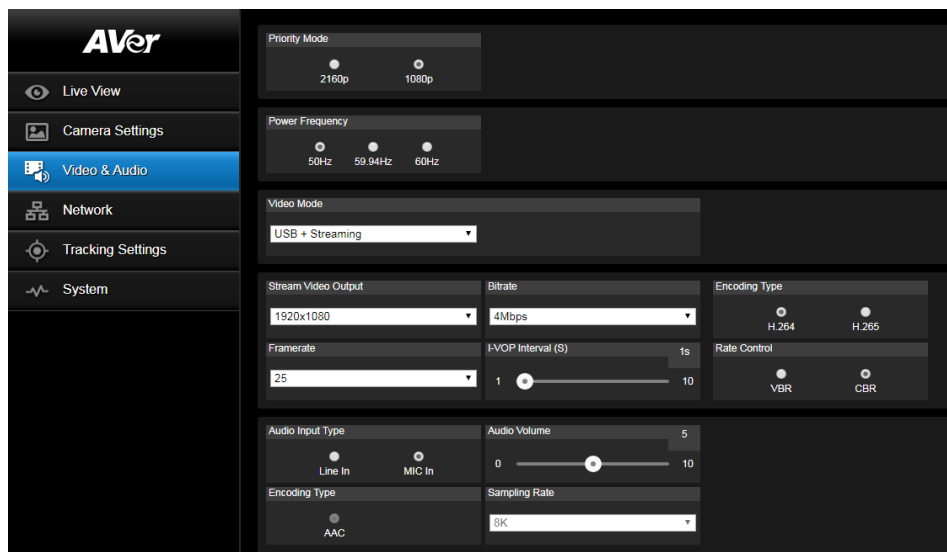 AVer
Live View
Camera Settings
Video & Audio
Network
Tracking Settings
System
Priority Mode
2160p 1080p
Power Frequency
50Hz 59.94Hz 60Hz
Video Mode
USB + Streaming
Stream Video Output
1920x1080
Bitrate
4Mbps
Encoding Type
H.264 H.265
Framerate
25
I-VOP Interval (S) 1s
1 10
Rate Control
VBR CBR
Audio Input Type
Line In MIC In
Audio Volume 5
0 10
Encoding Type
AAC
Sampling Rate
8K